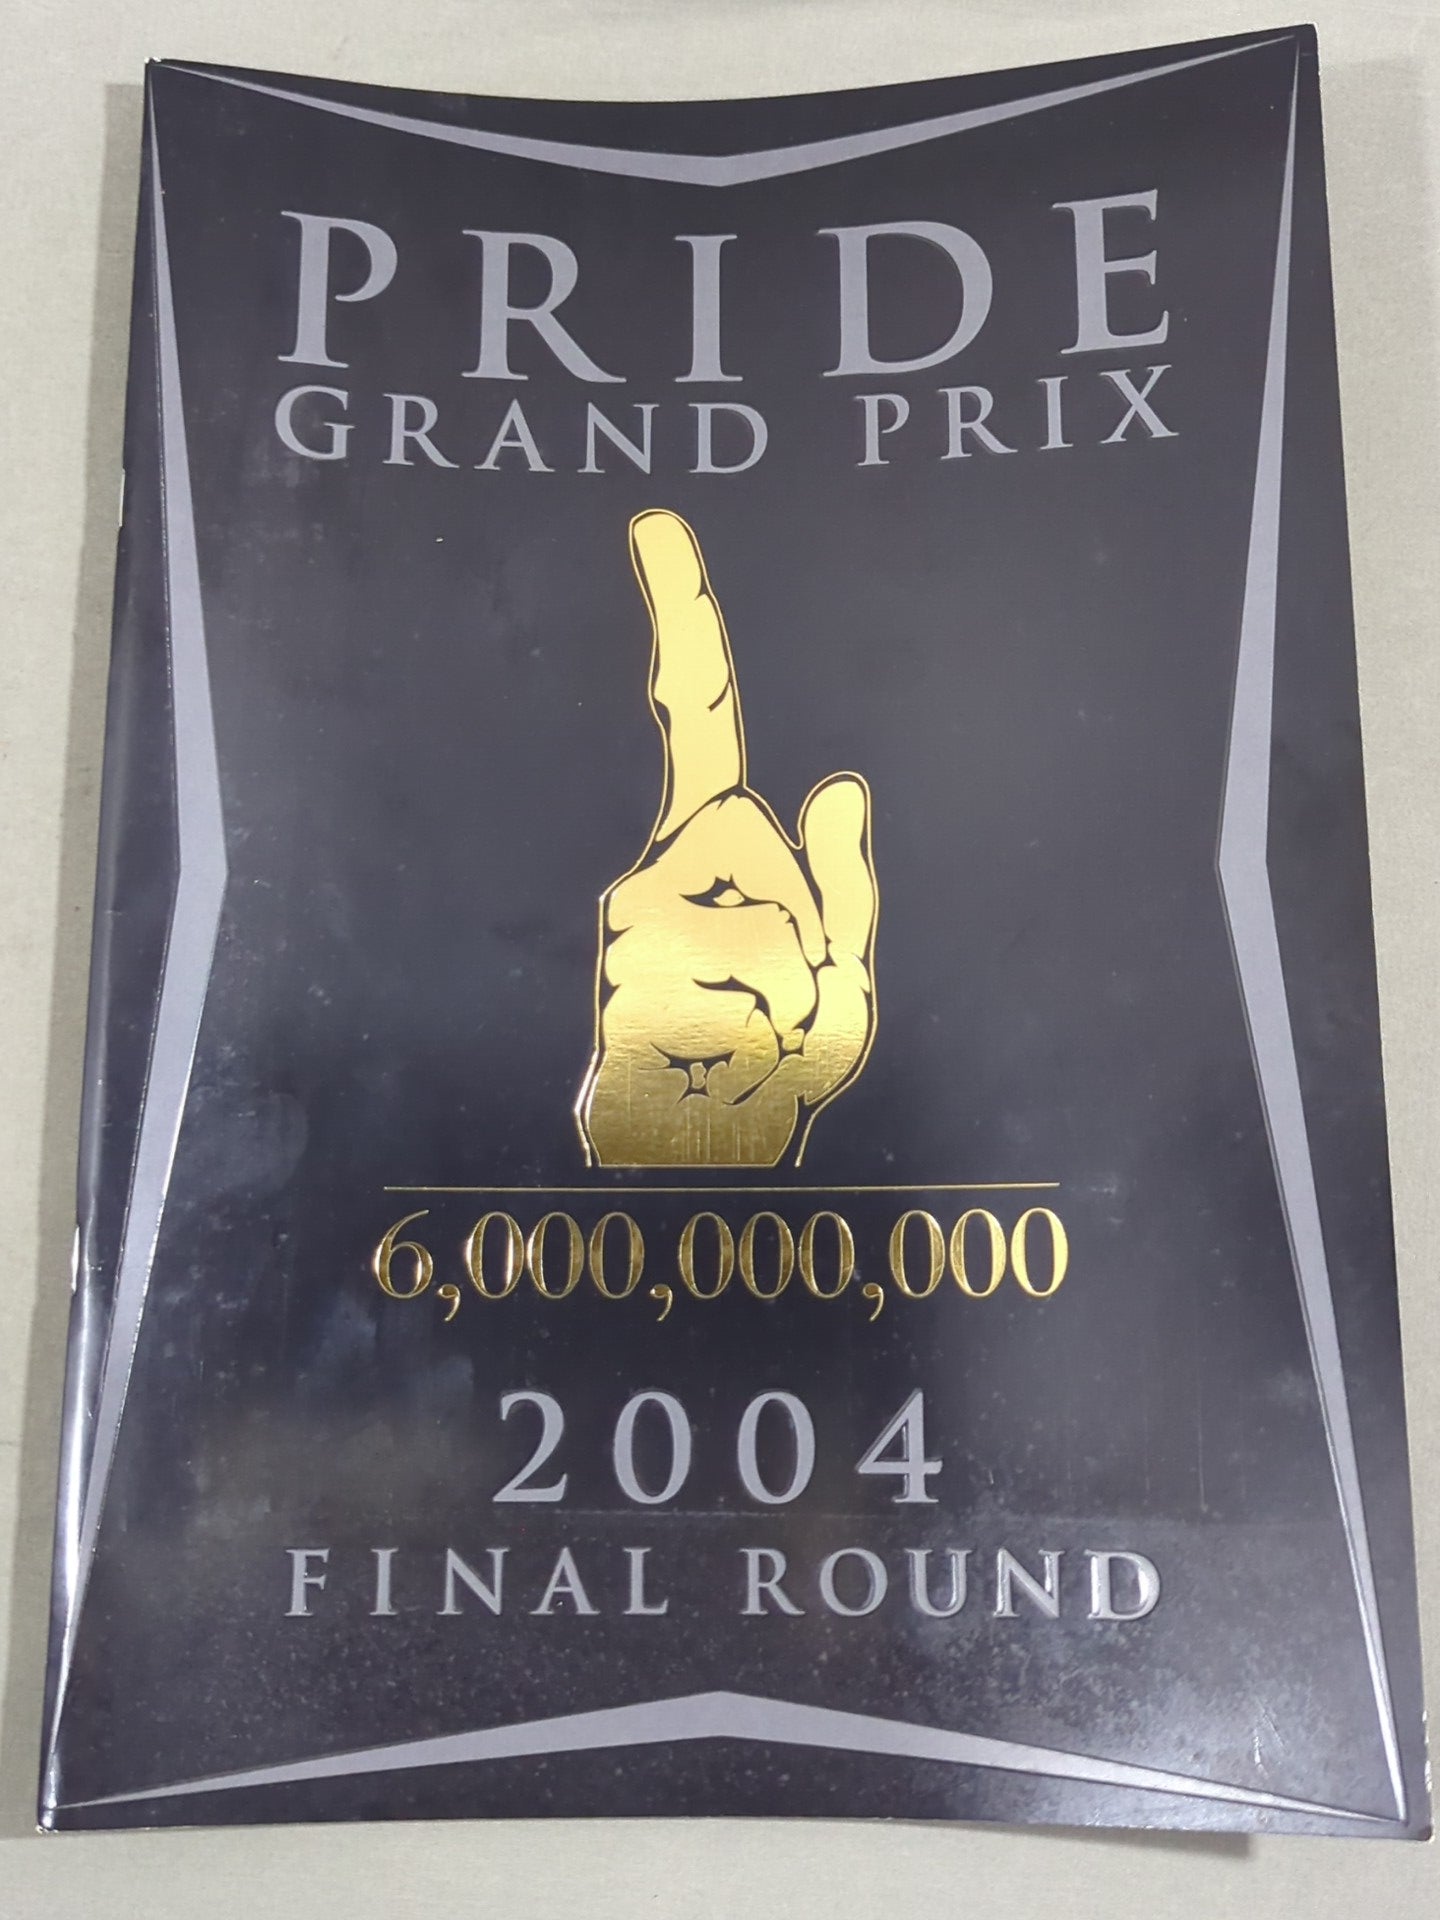 PRIDE
GRAND PRIX
6,000,000,000
2004
FINAL ROUND